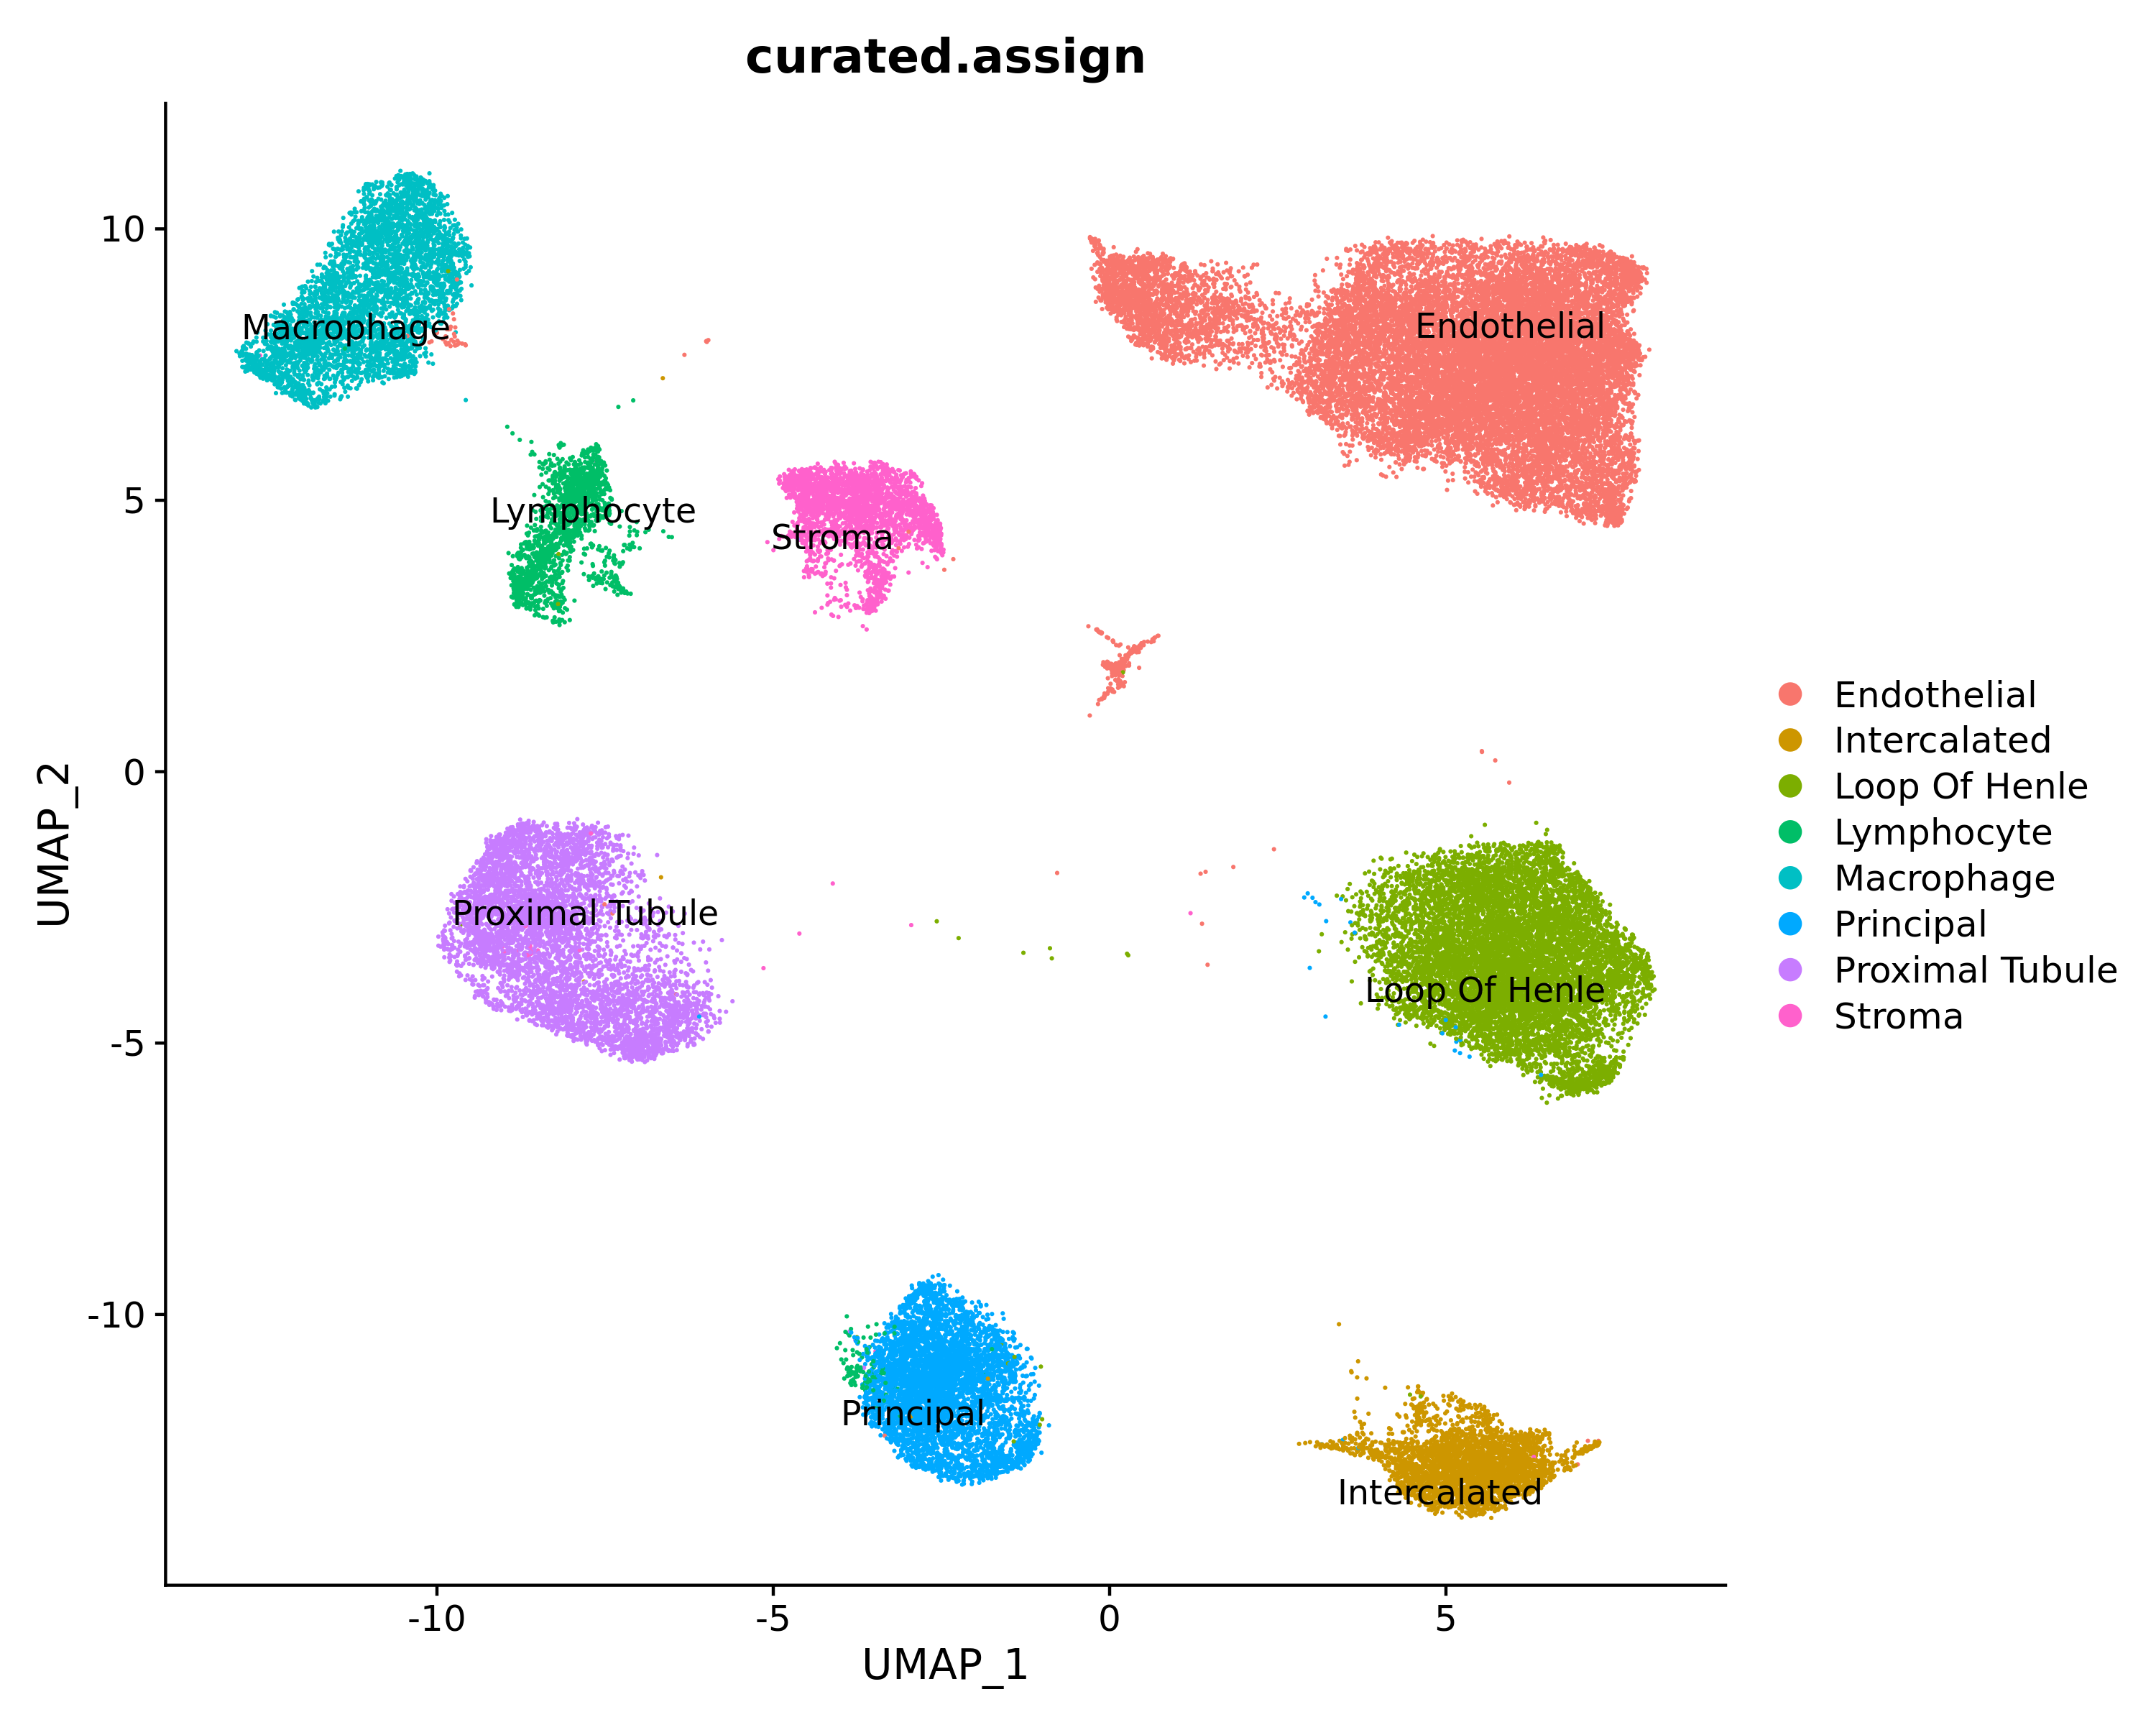 curated.assign
10
5
0
-5
-10
UMAP_2
Macrophage
Endothelial
Lymphocyte
Stroma
Proximal Tubule
Loop Of Henle
Principal
Intercalated
-10
-5
0
5
UMAP_1
Endothelial
Intercalated
Loop Of Henle
Lymphocyte
Macrophage
Principal
Proximal Tubule
Stroma